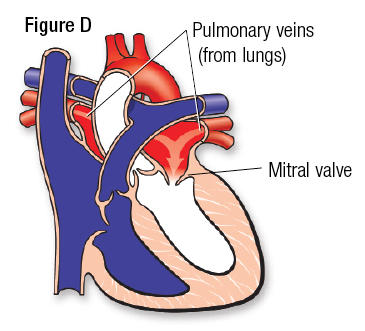 Figure D
Pulmonary veins
(from lungs)
Mitral valve